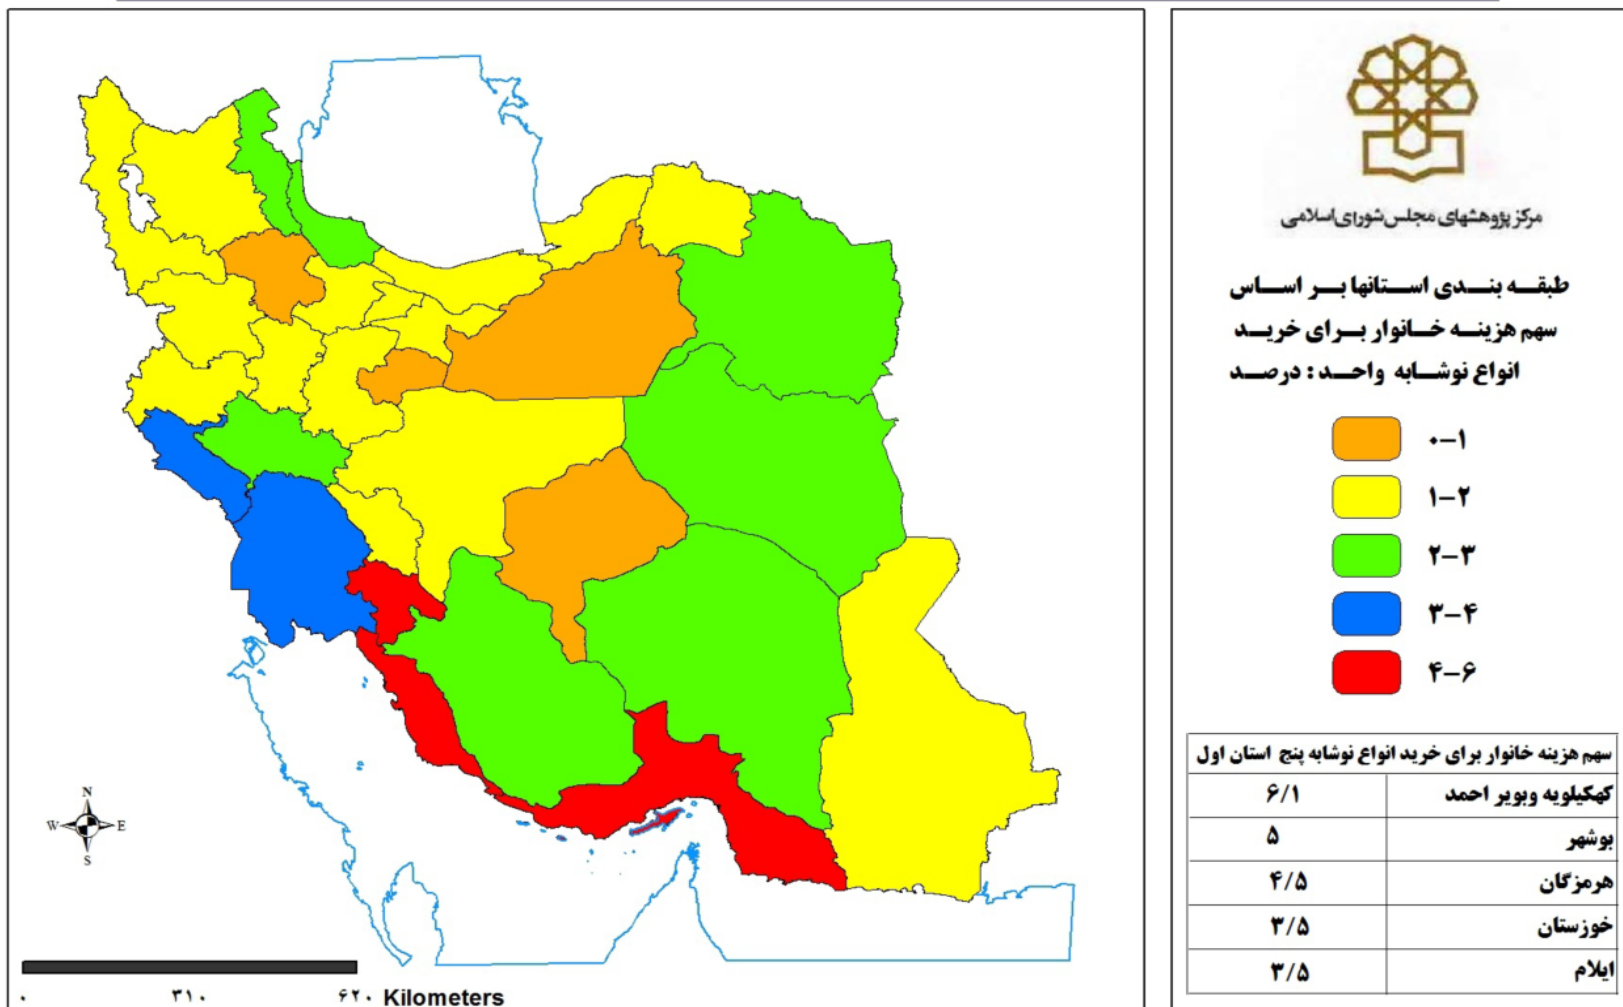 مرکز پژوهشهای مجلس شورای اسلامی
طبقه بندی استانها بر اساس
سهم هزینه خانوار برای خرید
انواع نوشابه واحد : درصد
۰-۱
۱-۲
۲-۳
۳-۴
۴-۶
سهم هزینه خانوار برای خرید انواع نوشابه پنج استان اول
کهکیلویه وبویر احمد ۶/۱
بوشهر ۵
هرمزگان ۴/۵
خوزستان ۳/۵
ایلام ۳/۵
N
W E
S
۰ ۳۱۰ ۶۲۰ Kilometers